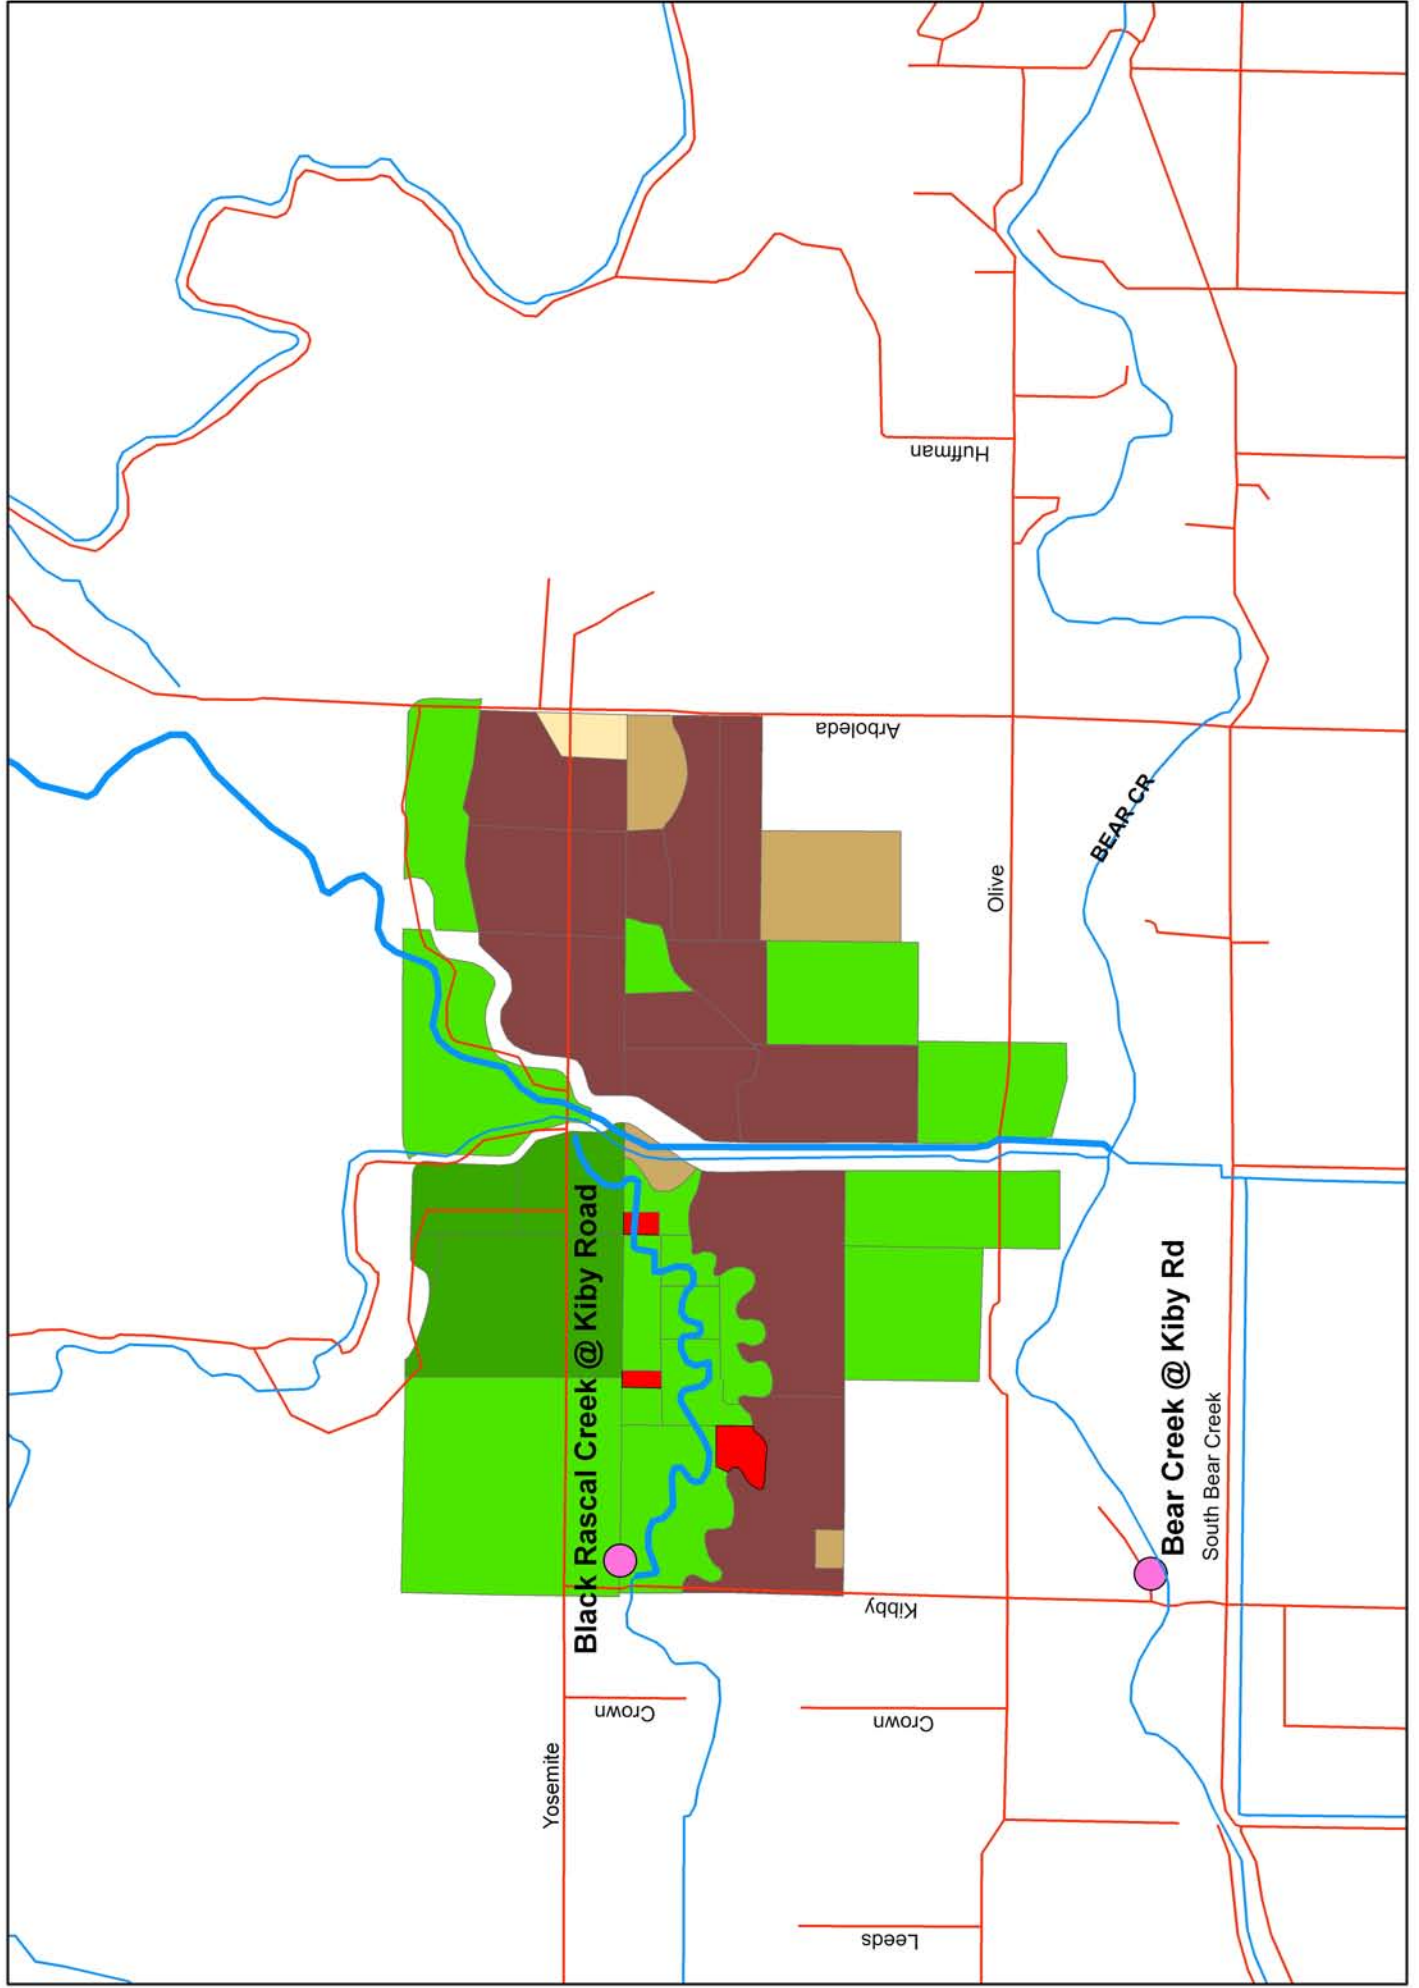 Huffman
Arboleda
Olive
BEAR CR
Black Rascal Creek @ Kiby Road
Bear Creek @ Kiby Rd
South Bear Creek
Kibby
Crown
Crown
Yosemite
Leeds